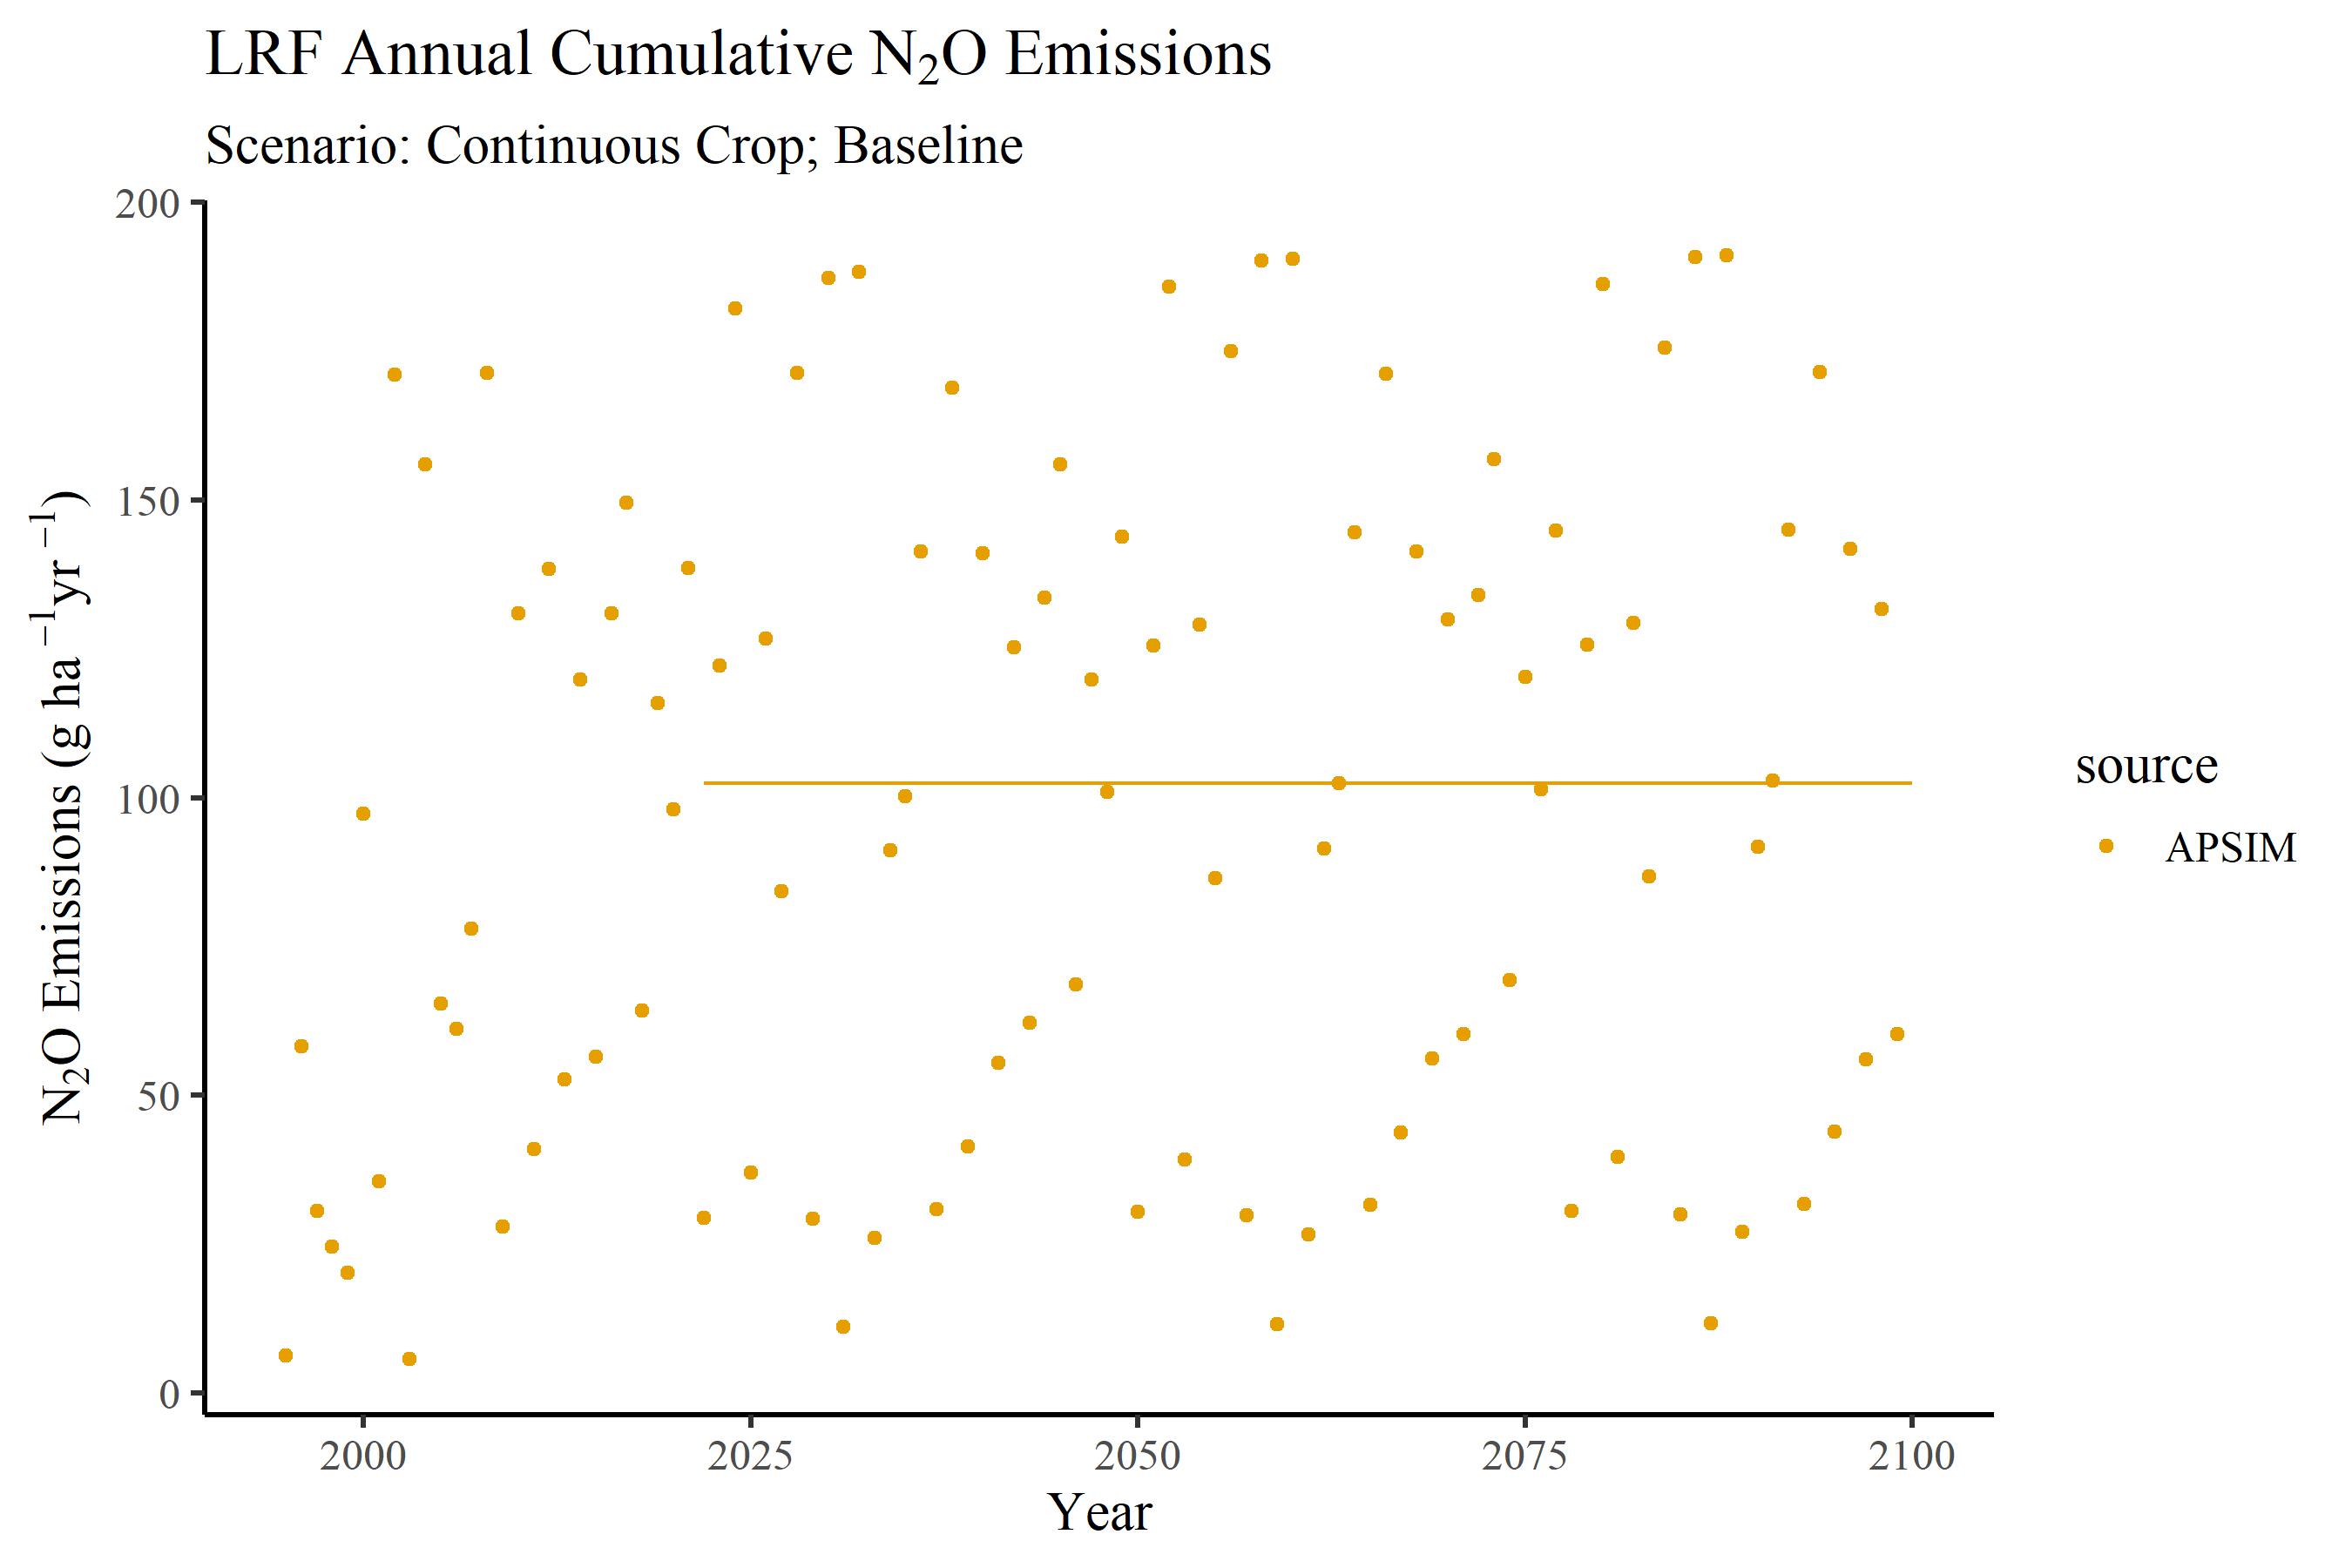 LRF Annual Cumulative N₂O Emissions
Scenario: Continuous Crop; Baseline
N₂O Emissions (g ha ⁻¹yr ⁻¹)
200
150
100
50
0
2000 2025 2050 2075 2100
Year
source
APSIM